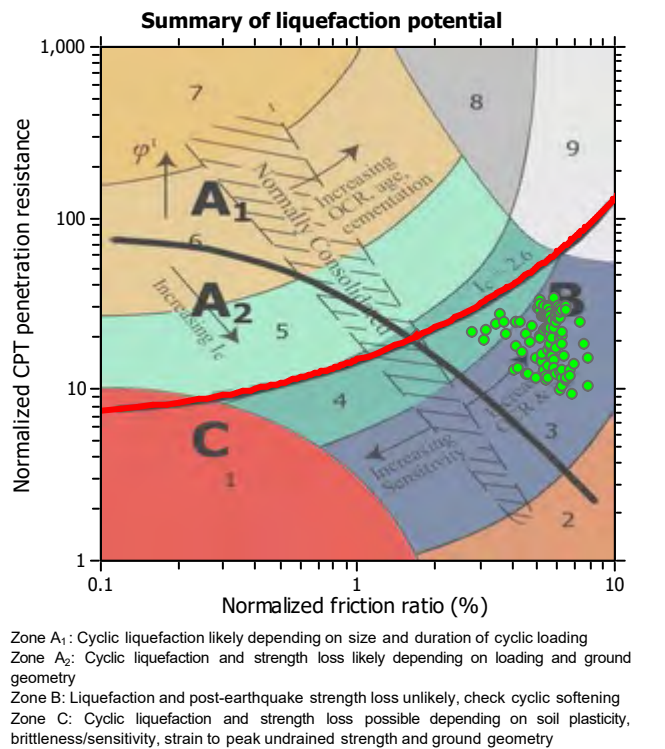 Summary of liquefaction potential
1,000
100
10
1
Normalized CPT penetration resistance
7
8
9
φ'
A1
Increasing
OCR, age,
cementation
Normally Consolidated
6
A2
Increasing Ic
5
Ic = 2.6
B
4
Increasing
OCR &
3
C
1
Increasing
Sensitivity
2
0.1
1
10
Normalized friction ratio (%)
Zone A1: Cyclic liquefaction likely depending on size and duration of cyclic loading
Zone A2: Cyclic liquefaction and strength loss likely depending on loading and ground
geometry
Zone B: Liquefaction and post-earthquake strength loss unlikely, check cyclic softening
Zone C: Cyclic liquefaction and strength loss possible depending on soil plasticity,
brittleness/sensitivity, strain to peak undrained strength and ground geometry